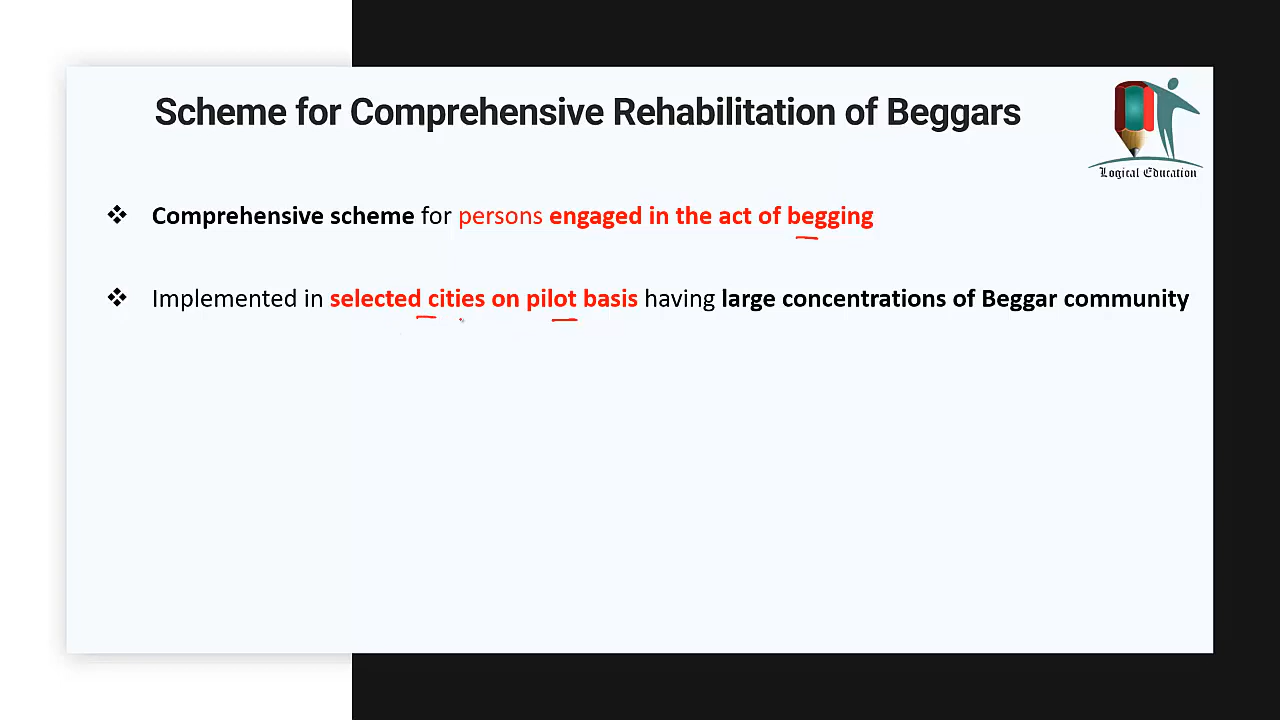 Scheme for Comprehensive Rehabilitation of Beggars
Logical Education
❖ Comprehensive scheme for persons engaged in the act of begging
❖ Implemented in selected cities on pilot basis having large concentrations of Beggar community